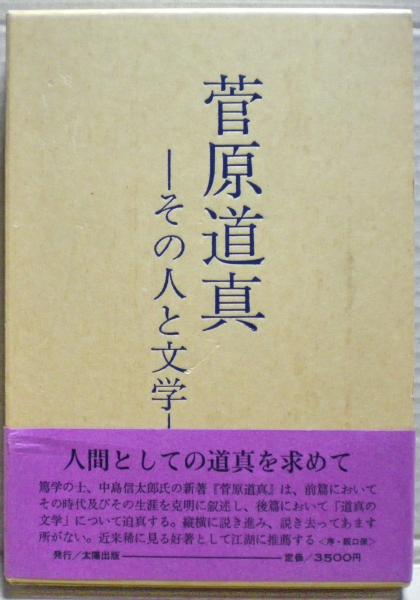 菅原道真
―その人と文学―
人間としての道真を求めて
篤学の士、中島信太郎氏の新著『菅原道真』は、前篇において
その時代及びその生涯を克明に叙述し、後篇において「道真の
文学」について迫真する。縦横に説き進み、説き去ってあます
所がない。近来稀に見る好著として江湖に推薦する<序・阪口保>
発行/太陽出版―定価/3500円